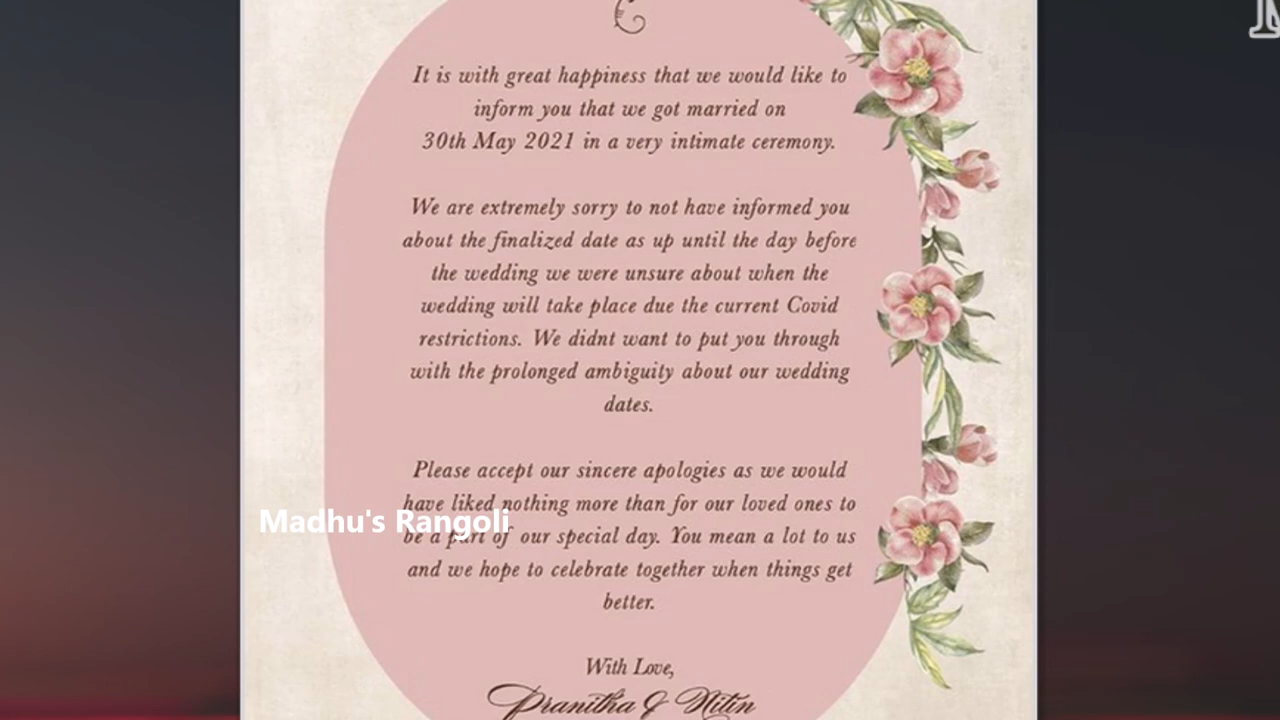 It is with great happiness that we would like to
inform you that we got married on
30th May 2021 in a very intimate ceremony.
We are extremely sorry to not have informed you
about the finalized date as up until the day before
the wedding we were unsure about when the
wedding will take place due the current Covid
restrictions. We didnt want to put you through
with the prolonged ambiguity about our wedding
dates.
Please accept our sincere apologies as we would
have liked nothing more than for our loved ones to
Madhu's Rangoli
be a part of our special day. You mean a lot to us
and we hope to celebrate together when things get
better.
With Love,
Pranitha & Nitin